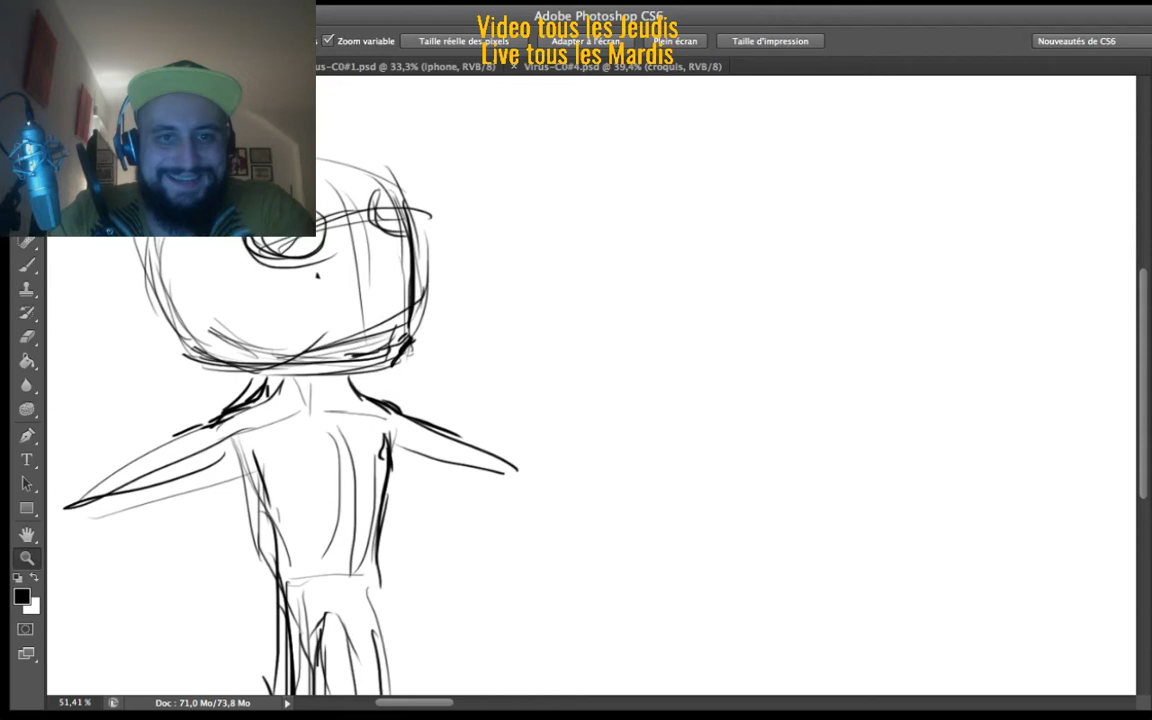 Adobe Photoshop CS6
Video tous les Jeudis
Live tous les Mardis
Zoom variable
Taille réelle des pixels
Adapter à l'écran
Plein écran
Taille d'impression
Nouveautés de CS6
us-C0#1.psd @ 33,3% (iphone, RVB/8)
× Virus-C0#4.psd @ 39,4% (croquis, RVB/8)
T
51,41 %
Doc : 71,0 Mo/73,8 Mo